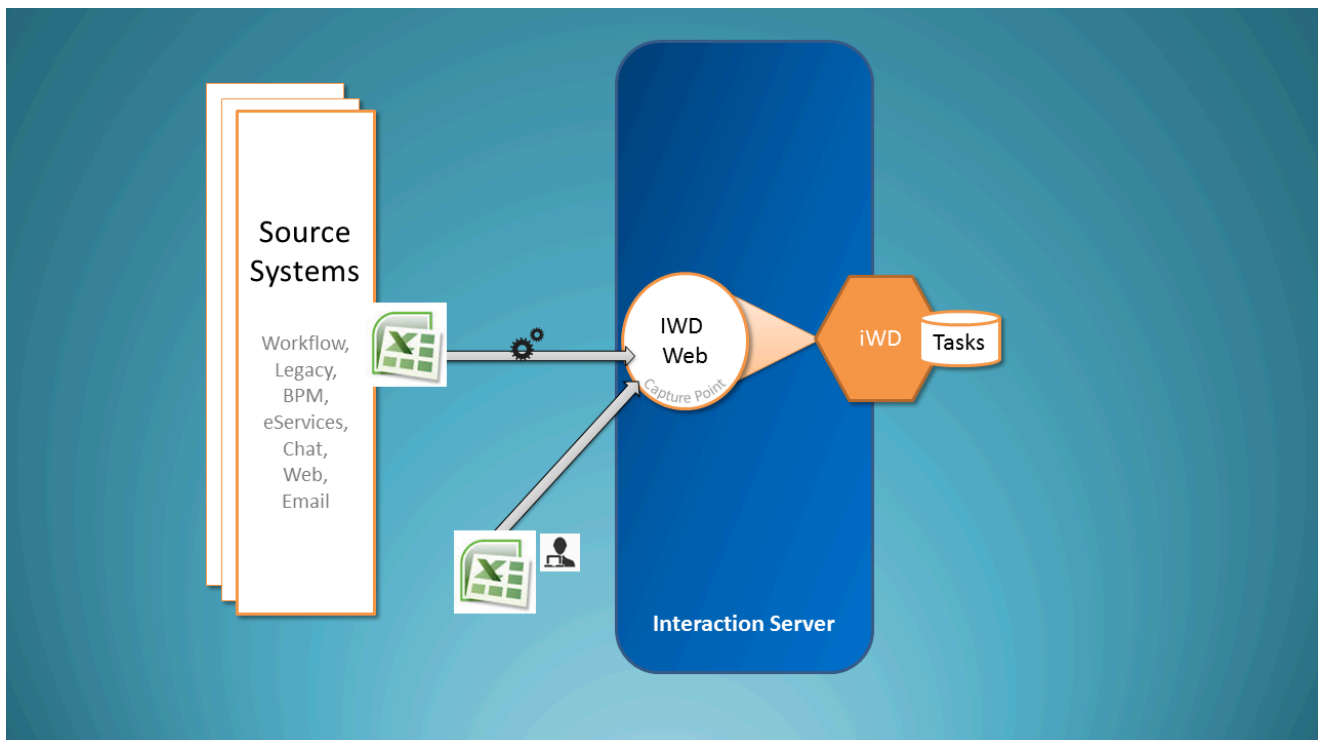 Source
Systems
Workflow,
Legacy,
BPM,
eServices,
Chat,
Web,
Email
IWD
Web
Capture Point
iWD
Tasks
Interaction Server